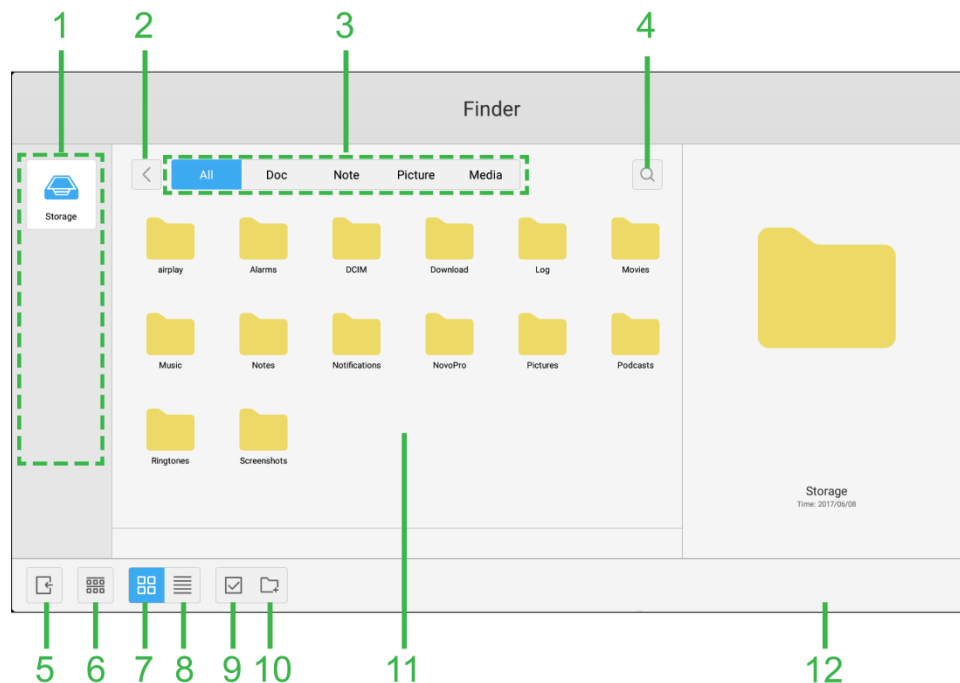 1 2 3 4
Finder
All Doc Note Picture Media
Storage
airplay Alarms DCIM Download Log Movies
Music Notes Notifications NovoPro Pictures Podcasts
Ringtones Screenshots
Storage
Time: 2017/06/08
5 6 7 8 9 10 11 12